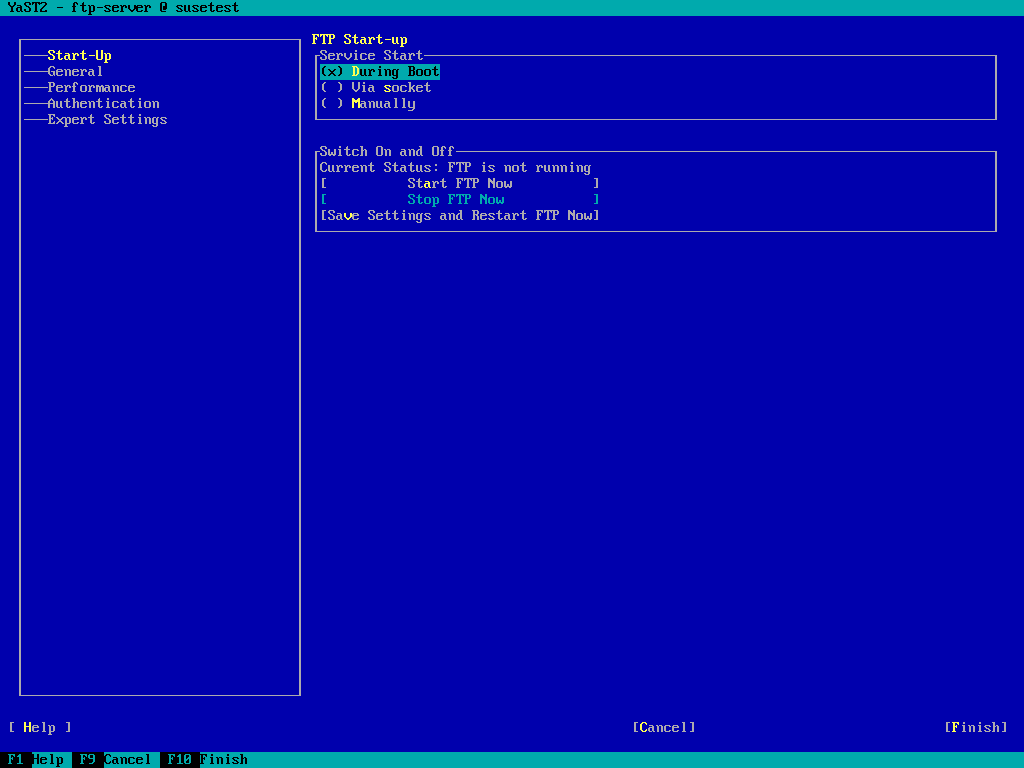 YaST2 - ftp-server @ susetest
Start-Up
General
Performance
Authentication
Expert Settings
FTP Start-up
Service Start
(x) During Boot
( ) Via socket
( ) Manually
Switch On and Off
Current Status: FTP is not running
[ Start FTP Now ]
[ Stop FTP Now ]
[Save Settings and Restart FTP Now]
[ Help ] [Cancel] [Finish]
F1 Help F9 Cancel F10 Finish